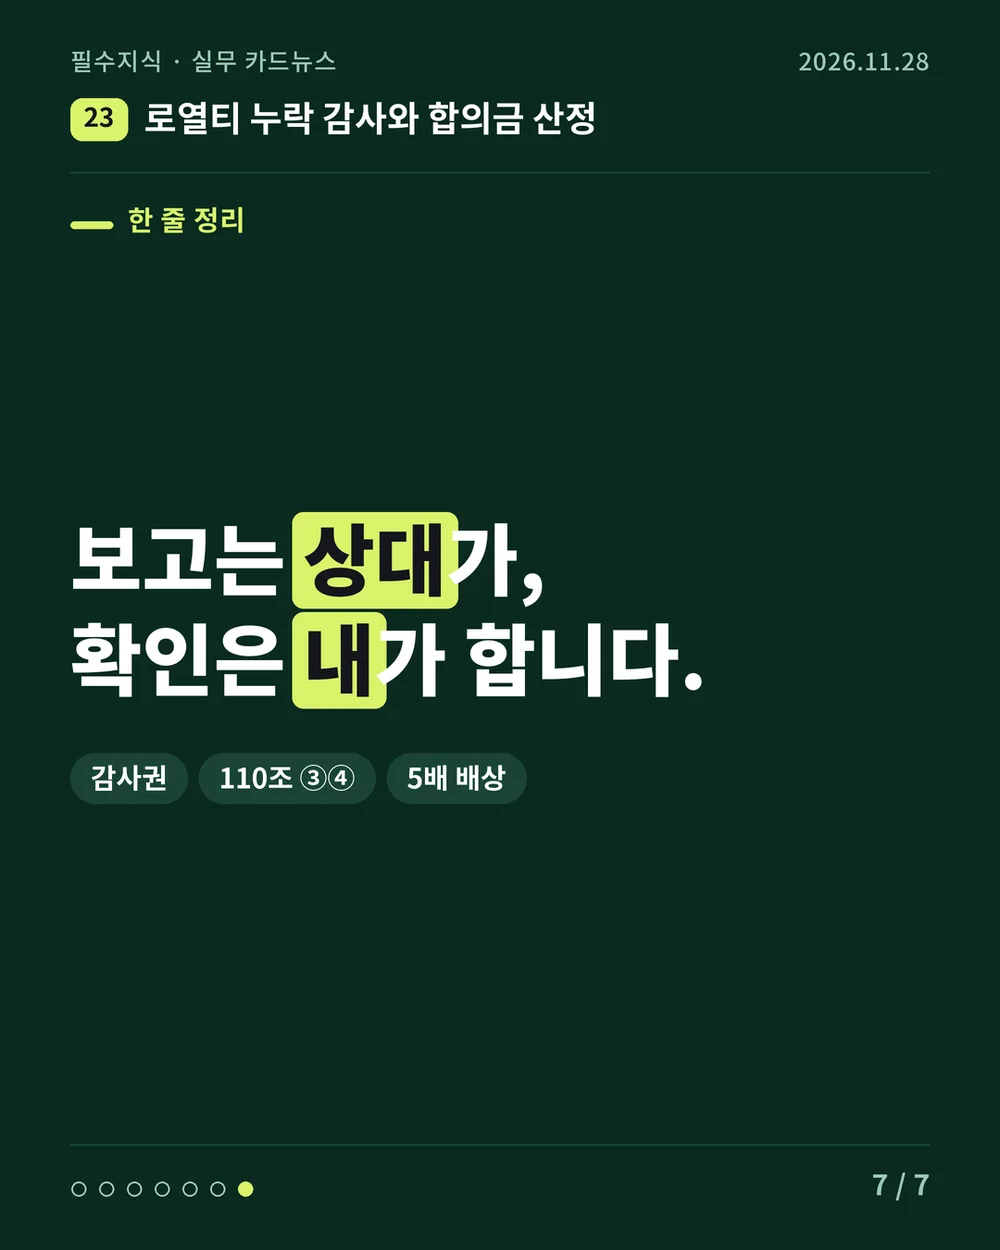 필수지식 · 실무 카드뉴스
2026.11.28
23 로열티 누락 감사와 합의금 산정
한 줄 정리
보고는 상대가,
확인은 내가 합니다.
감사권 110조 ③④ 5배 배상
7 / 7